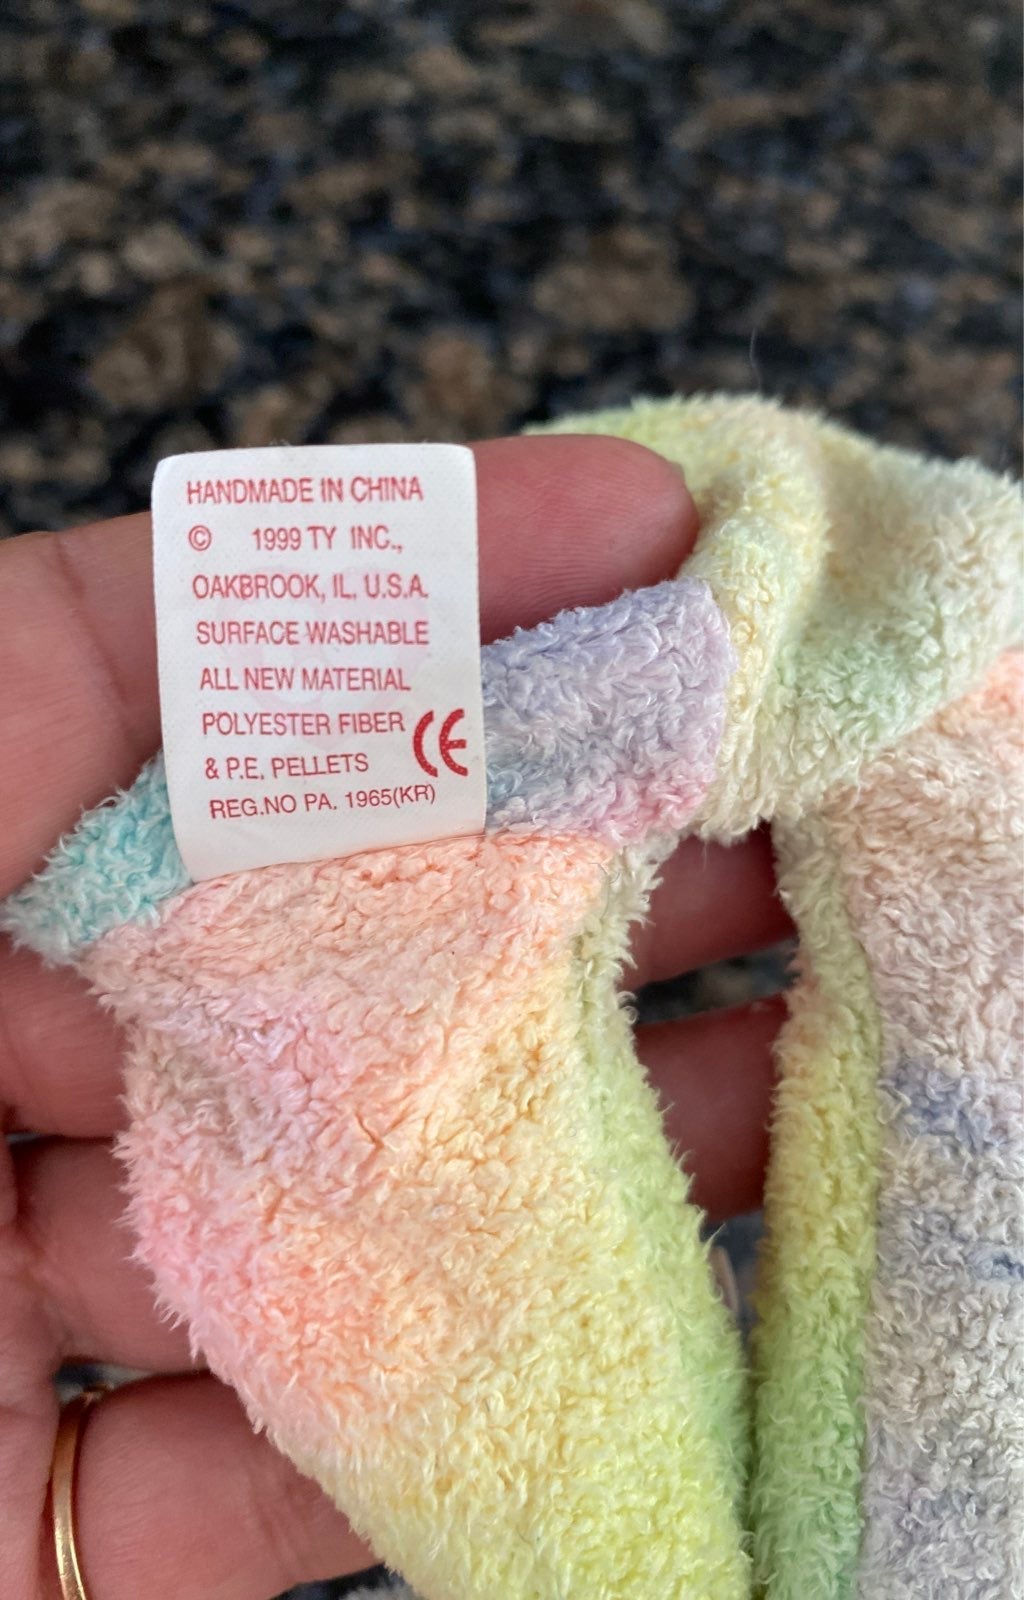 HANDMADE IN CHINA
© 1999 TY INC.,
OAKBROOK, IL, U.S.A.
SURFACE WASHABLE
ALL NEW MATERIAL
POLYESTER FIBER
& P.E. PELLETS CE
REG.NO PA. 1965(KR)